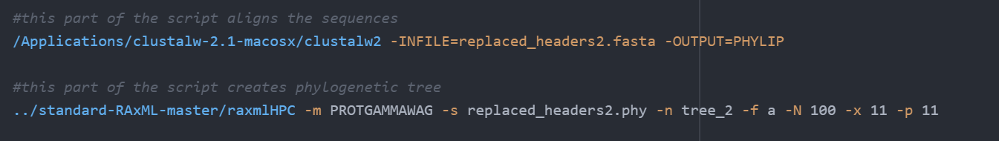 #this part of the script aligns the sequences
/Applications/clustalw-2.1-macosx/clustalw2 -INFILE=replaced_headers2.fasta -OUTPUT=PHYLIP
#this part of the script creates phylogenetic tree
../standard-RAxML-master/raxmlHPC -m PROTGAMMAWAG -s replaced_headers2.phy -n tree_2 -f a -N 100 -x 11 -p 11